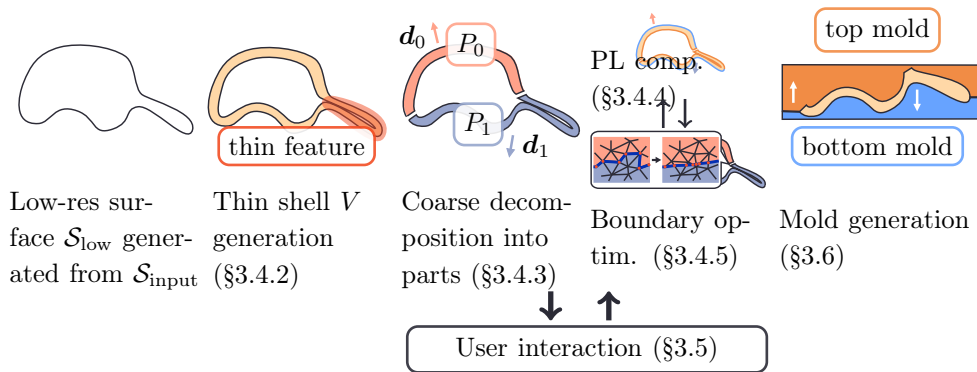 d₀
P₀
P₁
d₁
thin feature
PL comp.
(§3.4.4)
top mold
bottom mold
Low-res sur-
face S_low gener-
ated from S_input
Thin shell V
generation
(§3.4.2)
Coarse decom-
position into
parts (§3.4.3)
Boundary op-
tim. (§3.4.5)
Mold generation
(§3.6)
User interaction (§3.5)